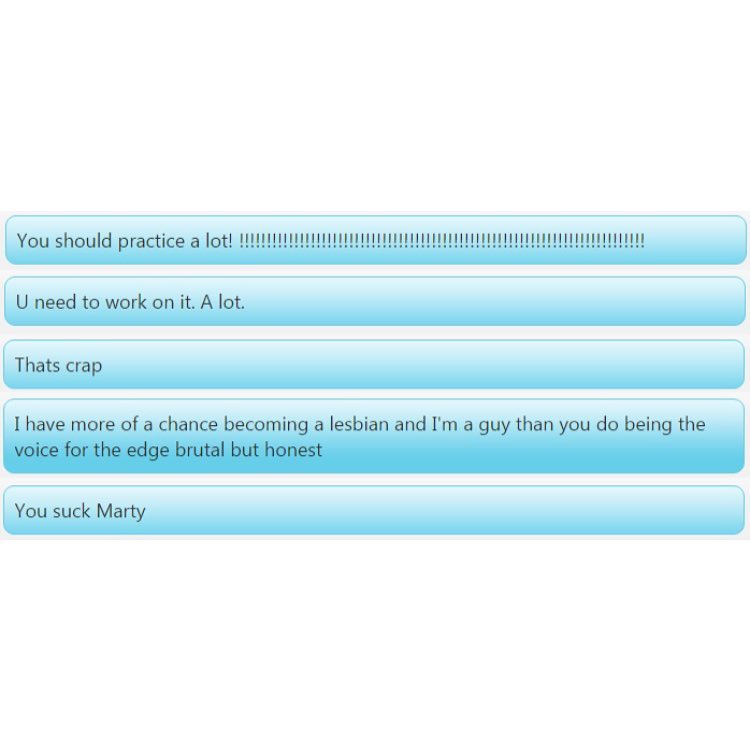 You should practice a lot! !!!!!!!!!!!!!!!!!!!!!!!!!!!!!!!!!!!!!!!!!!!!!!!!!!!!!!!!!!!!!!!!!!!!!!!!!!
U need to work on it. A lot.
Thats crap
I have more of a chance becoming a lesbian and I'm a guy than you do being the
voice for the edge brutal but honest
You suck Marty